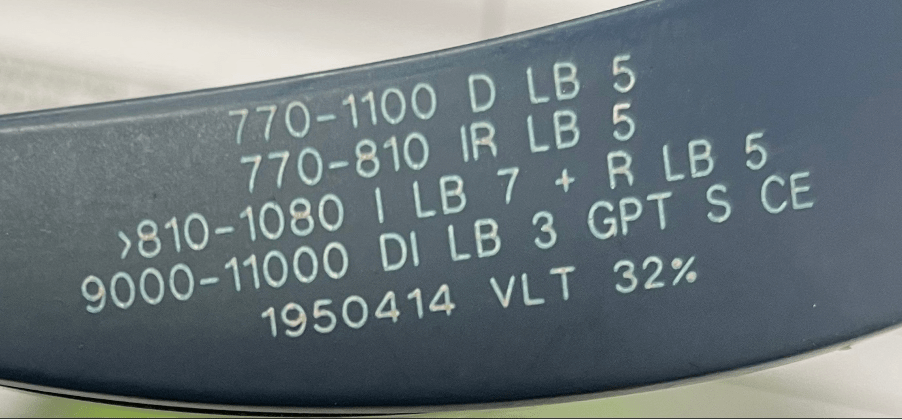 770-1100 D LB 5
770-810 IR LB 5
>810-1080 I LB 7 + R LB 5
9000-11000 DI LB 3 GPT S CE
1950414 VLT 32%